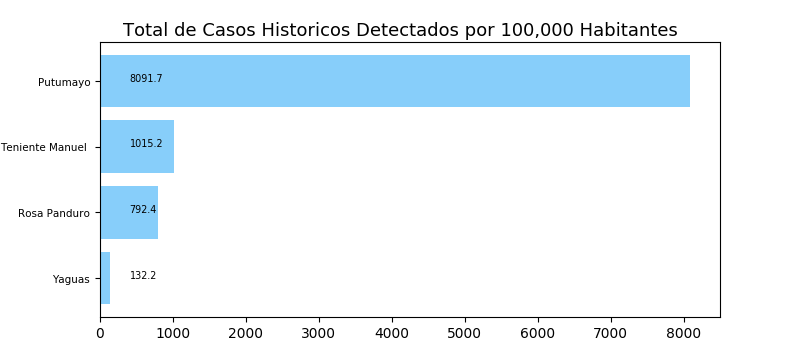 Total de Casos Historicos Detectados por 100,000 Habitantes
Putumayo 8091.7
Teniente Manuel 1015.2
Rosa Panduro 792.4
Yaguas 132.2
0 1000 2000 3000 4000 5000 6000 7000 8000